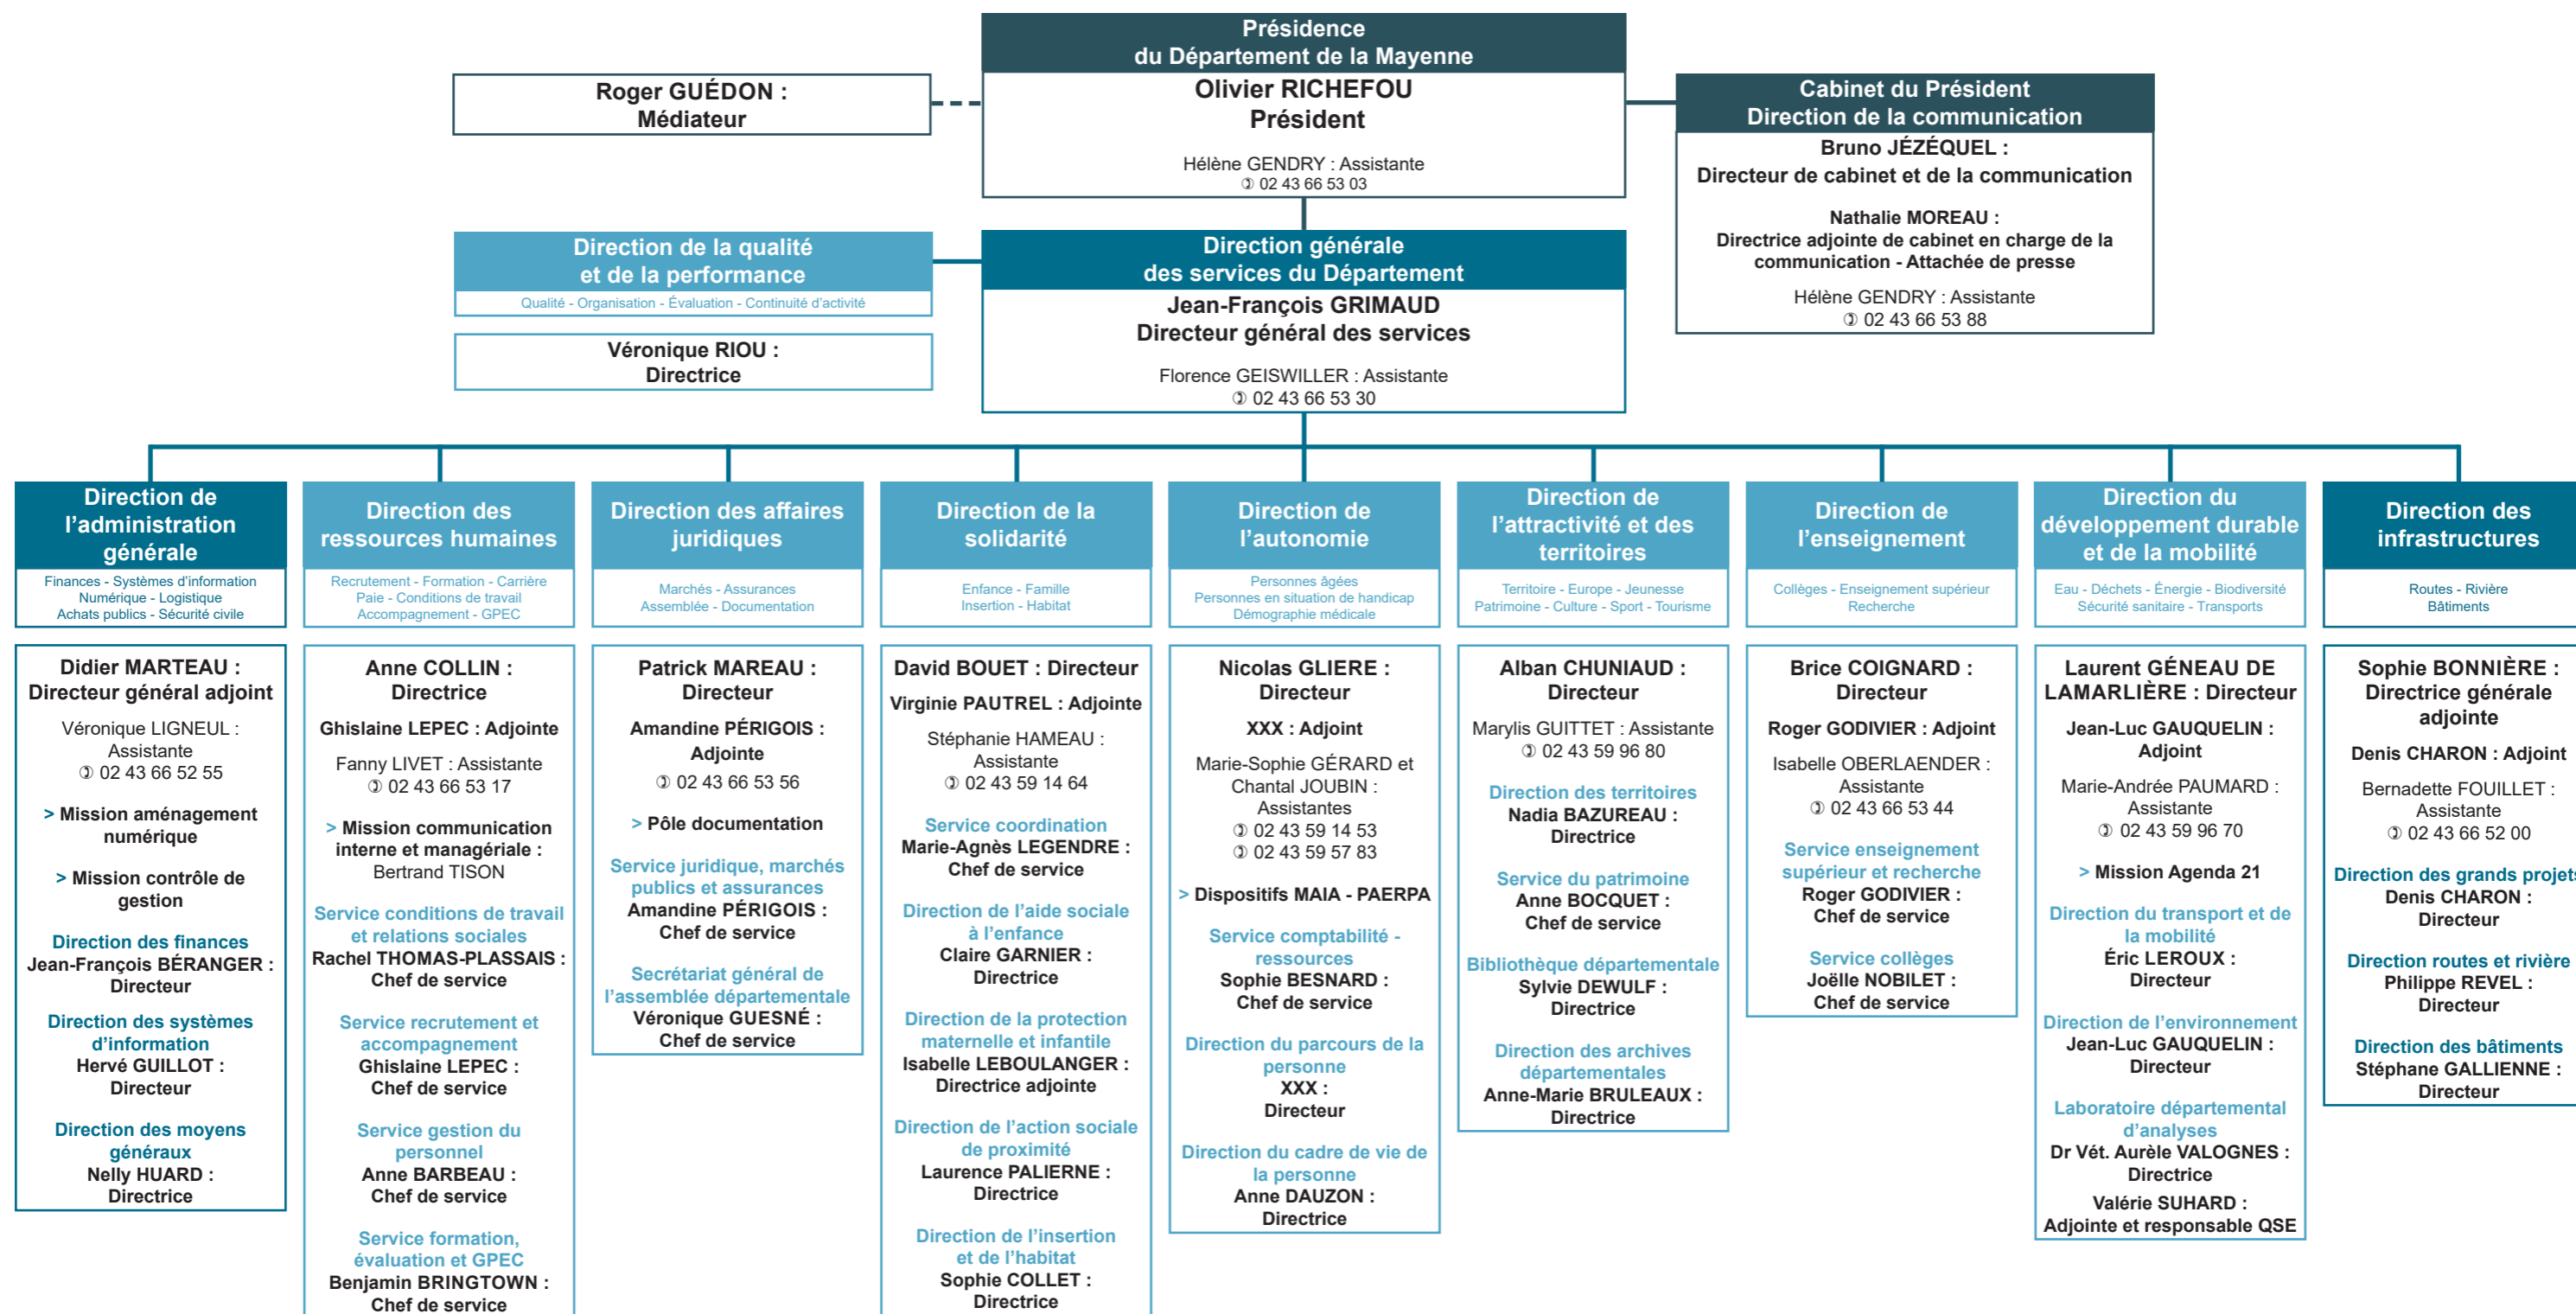 Présidence
du Département de la Mayenne
Olivier RICHEFOU
Président
Hélène GENDRY : Assistante
✆ 02 43 66 53 03
Roger GUÉDON :
Médiateur
Cabinet du Président
Direction de la communication
Bruno JÉZÉQUEL :
Directeur de cabinet et de la communication
Nathalie MOREAU :
Directrice adjointe de cabinet en charge de la
communication - Attachée de presse
Hélène GENDRY : Assistante
✆ 02 43 66 53 88
Direction de la qualité
et de la performance
Qualité - Organisation - Évaluation - Continuité d’activité
Véronique RIOU :
Directrice
Direction générale
des services du Département
Jean-François GRIMAUD
Directeur général des services
Florence GEISWILLER : Assistante
✆ 02 43 66 53 30
Direction de
l’administration
générale
Finances - Systèmes d’information
Numérique - Logistique
Achats publics - Sécurité civile
Didier MARTEAU :
Directeur général adjoint
Véronique LIGNEUL :
Assistante
✆ 02 43 66 52 55
> Mission aménagement
numérique
> Mission contrôle de
gestion
Direction des finances
Jean-François BÉRANGER :
Directeur
Direction des systèmes
d’information
Hervé GUILLOT :
Directeur
Direction des moyens
généraux
Nelly HUARD :
Directrice
Direction des
ressources humaines
Recrutement - Formation - Carrière
Paie - Conditions de travail
Accompagnement - GPEC
Anne COLLIN :
Directrice
Ghislaine LEPEC : Adjointe
Fanny LIVET : Assistante
✆ 02 43 66 53 17
> Mission communication
interne et managériale :
Bertrand TISON
Service conditions de travail
et relations sociales
Rachel THOMAS-PLASSAIS :
Chef de service
Service recrutement et
accompagnement
Ghislaine LEPEC :
Chef de service
Service gestion du
personnel
Anne BARBEAU :
Chef de service
Service formation,
évaluation et GPEC
Benjamin BRINGTOWN :
Chef de service
Direction des affaires
juridiques
Marchés - Assurances
Assemblée - Documentation
Patrick MAREAU :
Directeur
Amandine PÉRIGOIS :
Adjointe
✆ 02 43 66 53 56
> Pôle documentation
Service juridique, marchés
publics et assurances
Amandine PÉRIGOIS :
Chef de service
Secrétariat général de
l’assemblée départementale
Véronique GUESNÉ :
Chef de service
Direction de la
solidarité
Enfance - Famille
Insertion - Habitat
David BOUET : Directeur
Virginie PAUTREL : Adjointe
Stéphanie HAMEAU :
Assistante
✆ 02 43 59 14 64
Service coordination
Marie-Agnès LEGENDRE :
Chef de service
Direction de l’aide sociale
à l’enfance
Claire GARNIER :
Directrice
Direction de la protection
maternelle et infantile
Isabelle LEBOULANGER :
Directrice adjointe
Direction de l’action sociale
de proximité
Laurence PALIERNE :
Directrice
Direction de l’insertion
et de l’habitat
Sophie COLLET :
Directrice
Direction de
l’autonomie
Personnes âgées
Personnes en situation de handicap
Démographie médicale
Nicolas GLIERE :
Directeur
XXX : Adjoint
Marie-Sophie GÉRARD et
Chantal JOUBIN :
Assistantes
✆ 02 43 59 14 53
✆ 02 43 59 57 83
> Dispositifs MAIA - PAERPA
Service comptabilité -
ressources
Sophie BESNARD :
Chef de service
Direction du parcours de la
personne
XXX :
Directeur
Direction du cadre de vie de
la personne
Anne DAUZON :
Directrice
Direction de
l’attractivité et des
territoires
Territoire - Europe - Jeunesse
Patrimoine - Culture - Sport - Tourisme
Alban CHUNIAUD :
Directeur
Marylis GUITTET : Assistante
✆ 02 43 59 96 80
Direction des territoires
Nadia BAZUREAU :
Directrice
Service du patrimoine
Anne BOCQUET :
Chef de service
Bibliothèque départementale
Sylvie DEWULF :
Directrice
Direction des archives
départementales
Anne-Marie BRULEAUX :
Directrice
Direction de
l’enseignement
Collèges - Enseignement supérieur
Recherche
Brice COIGNARD :
Directeur
Roger GODIVIER : Adjoint
Isabelle OBERLAENDER :
Assistante
✆ 02 43 66 53 44
Service enseignement
supérieur et recherche
Roger GODIVIER :
Chef de service
Service collèges
Joëlle NOBILET :
Chef de service
Direction du
développement durable
et de la mobilité
Eau - Déchets - Énergie - Biodiversité
Sécurité sanitaire - Transports
Laurent GÉNEAU DE
LAMARLIÈRE : Directeur
Jean-Luc GAUQUELIN :
Adjoint
Marie-Andrée PAUMARD :
Assistante
✆ 02 43 59 96 70
> Mission Agenda 21
Direction du transport et de
la mobilité
Éric LEROUX :
Directeur
Direction de l’environnement
Jean-Luc GAUQUELIN :
Directeur
Laboratoire départemental
d’analyses
Dr Vét. Aurèle VALOGNES :
Directrice
Valérie SUHARD :
Adjointe et responsable QSE
Direction des
infrastructures
Routes - Rivière
Bâtiments
Sophie BONNIÈRE :
Directrice générale
adjointe
Denis CHARON : Adjoint
Bernadette FOUILLET :
Assistante
✆ 02 43 66 52 00
Direction des grands projets
Denis CHARON :
Directeur
Direction routes et rivière
Philippe REVEL :
Directeur
Direction des bâtiments
Stéphane GALLIENNE :
Directeur